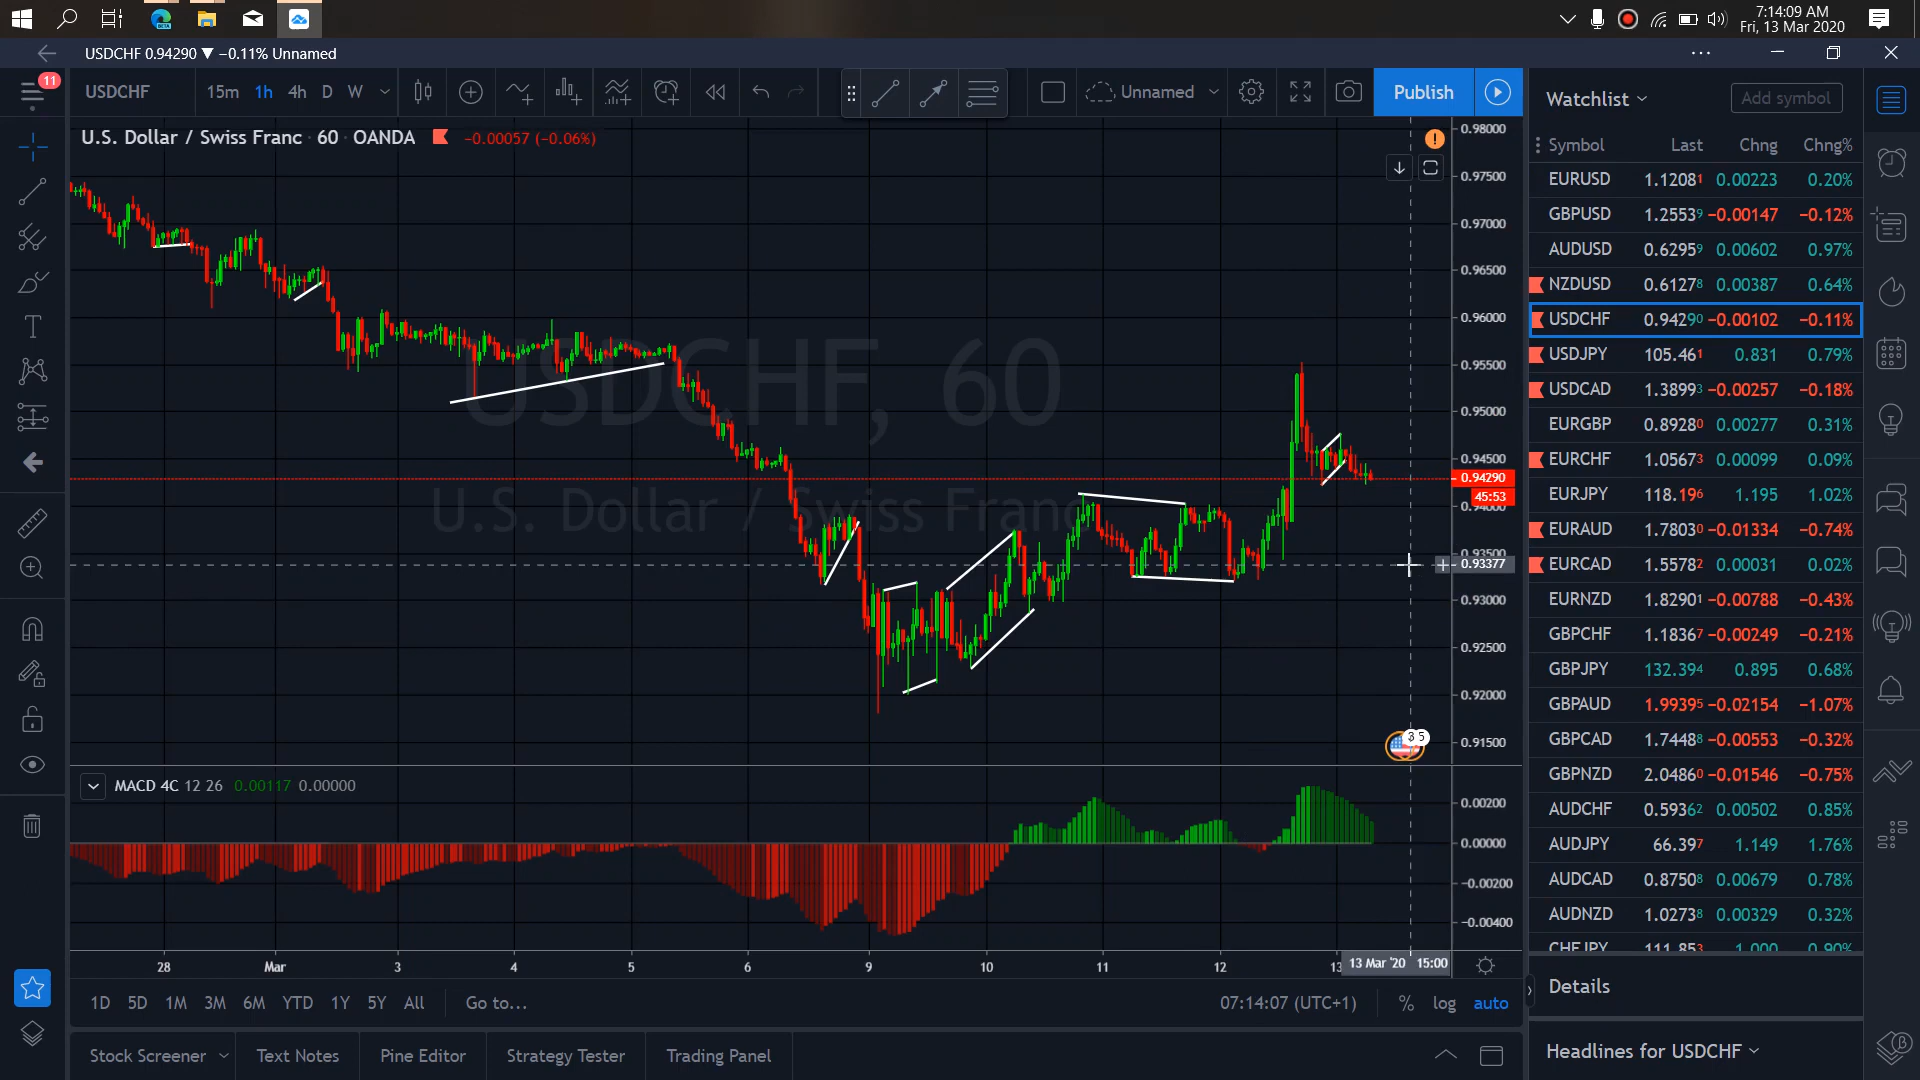 7:14:09 AM
Fri, 13 Mar 2020
USDCHF 0.94290 ▼ −0.11% Unnamed
11
USDCHF 15m 1h 4h D W
Unnamed
Publish
U.S. Dollar / Swiss Franc · 60 · OANDA −0.00057 (−0.06%)
USDCHF, 60
U.S. Dollar / Swiss Franc
0.98000
0.97500
0.97000
0.96500
0.96000
0.95500
0.95000
0.94500
0.94290
45:53
0.94000
0.93500
0.93377
0.93000
0.92500
0.92000
0.91500
MACD 4C 12 26 0.00117 0.00000
0.00200
0.00000
−0.00200
−0.00400
28 Mar 3 4 5 6 9 10 11 12 13
13 Mar '20 15:00
1D 5D 1M 3M 6M YTD 1Y 5Y All Go to...
07:14:07 (UTC+1) % log auto
Stock Screener Text Notes Pine Editor Strategy Tester Trading Panel
Watchlist Add symbol
Symbol Last Chng Chng%
EURUSD 1.12081 0.00223 0.20%
GBPUSD 1.25539 −0.00147 −0.12%
AUDUSD 0.62959 0.00602 0.97%
NZDUSD 0.61278 0.00387 0.64%
USDCHF 0.94290 −0.00102 −0.11%
USDJPY 105.461 0.831 0.79%
USDCAD 1.38993 −0.00257 −0.18%
EURGBP 0.89280 0.00277 0.31%
EURCHF 1.05673 0.00099 0.09%
EURJPY 118.196 1.195 1.02%
EURAUD 1.78030 −0.01334 −0.74%
EURCAD 1.55782 0.00031 0.02%
EURNZD 1.82901 −0.00788 −0.43%
GBPCHF 1.18367 −0.00249 −0.21%
GBPJPY 132.394 0.895 0.68%
GBPAUD 1.99395 −0.02154 −1.07%
GBPCAD 1.74488 −0.00553 −0.32%
GBPNZD 2.04860 −0.01546 −0.75%
AUDCHF 0.59362 0.00502 0.85%
AUDJPY 66.397 1.149 1.76%
AUDCAD 0.87508 0.00679 0.78%
AUDNZD 1.02738 0.00329 0.32%
CHFJPY 111.853 1.000 0.90%
Details
Headlines for USDCHF